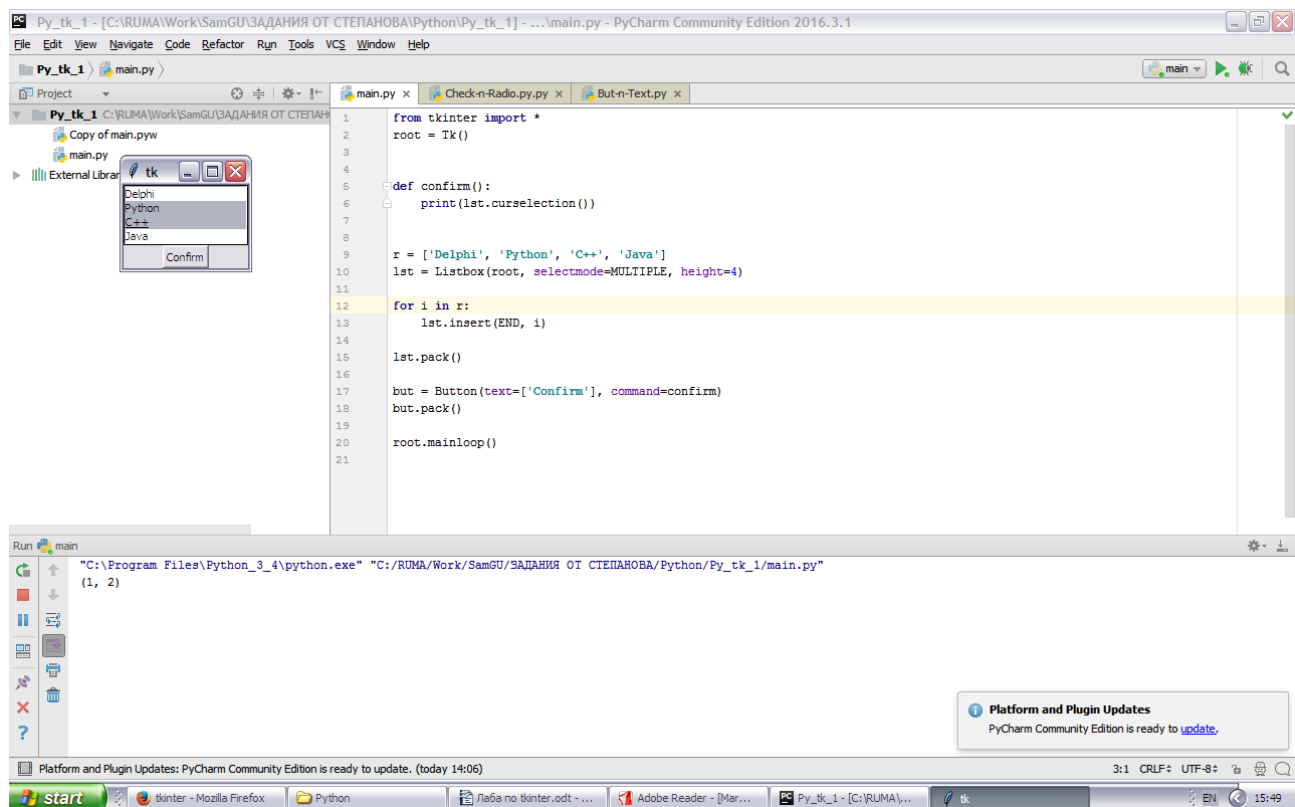 Py_tk_1 - [C:\RUMA\Work\SamGU\ЗАДАНИЯ ОТ СТЕПАНОВА\Python\Py_tk_1] - ...\main.py - PyCharm Community Edition 2016.3.1
File Edit View Navigate Code Refactor Run Tools VCS Window Help
Py_tk_1 main.py main
Project main.py Check-n-Radio.py.py But-n-Text.py
Py_tk_1 C:\RUMA\Work\SamGU\ЗАДАНИЯ ОТ СТЕПАН
Copy of main.pyw
main.py
External Librar
tk
Delphi
Python
C++
Java
Confirm
1 from tkinter import *
2 root = Tk()
3
4
5 def confirm():
6 print(lst.curselection())
7
8
9 r = ['Delphi', 'Python', 'C++', 'Java']
10 lst = Listbox(root, selectmode=MULTIPLE, height=4)
11
12 for i in r:
13 lst.insert(END, i)
14
15 lst.pack()
16
17 but = Button(text=['Confirm'], command=confirm)
18 but.pack()
19
20 root.mainloop()
21
Run main
"C:\Program Files\Python_3_4\python.exe" "C:/RUMA/Work/SamGU/ЗАДАНИЯ ОТ СТЕПАНОВА/Python/Py_tk_1/main.py"
(1, 2)
Platform and Plugin Updates
PyCharm Community Edition is ready to update.
Platform and Plugin Updates: PyCharm Community Edition is ready to update. (today 14:06) 3:1 CRLF UTF-8
start tkinter - Mozilla Firefox Python Лаба по tkinter.odt - ... Adobe Reader - [Mar... Py_tk_1 - [C:\RUMA\... tk EN 15:49